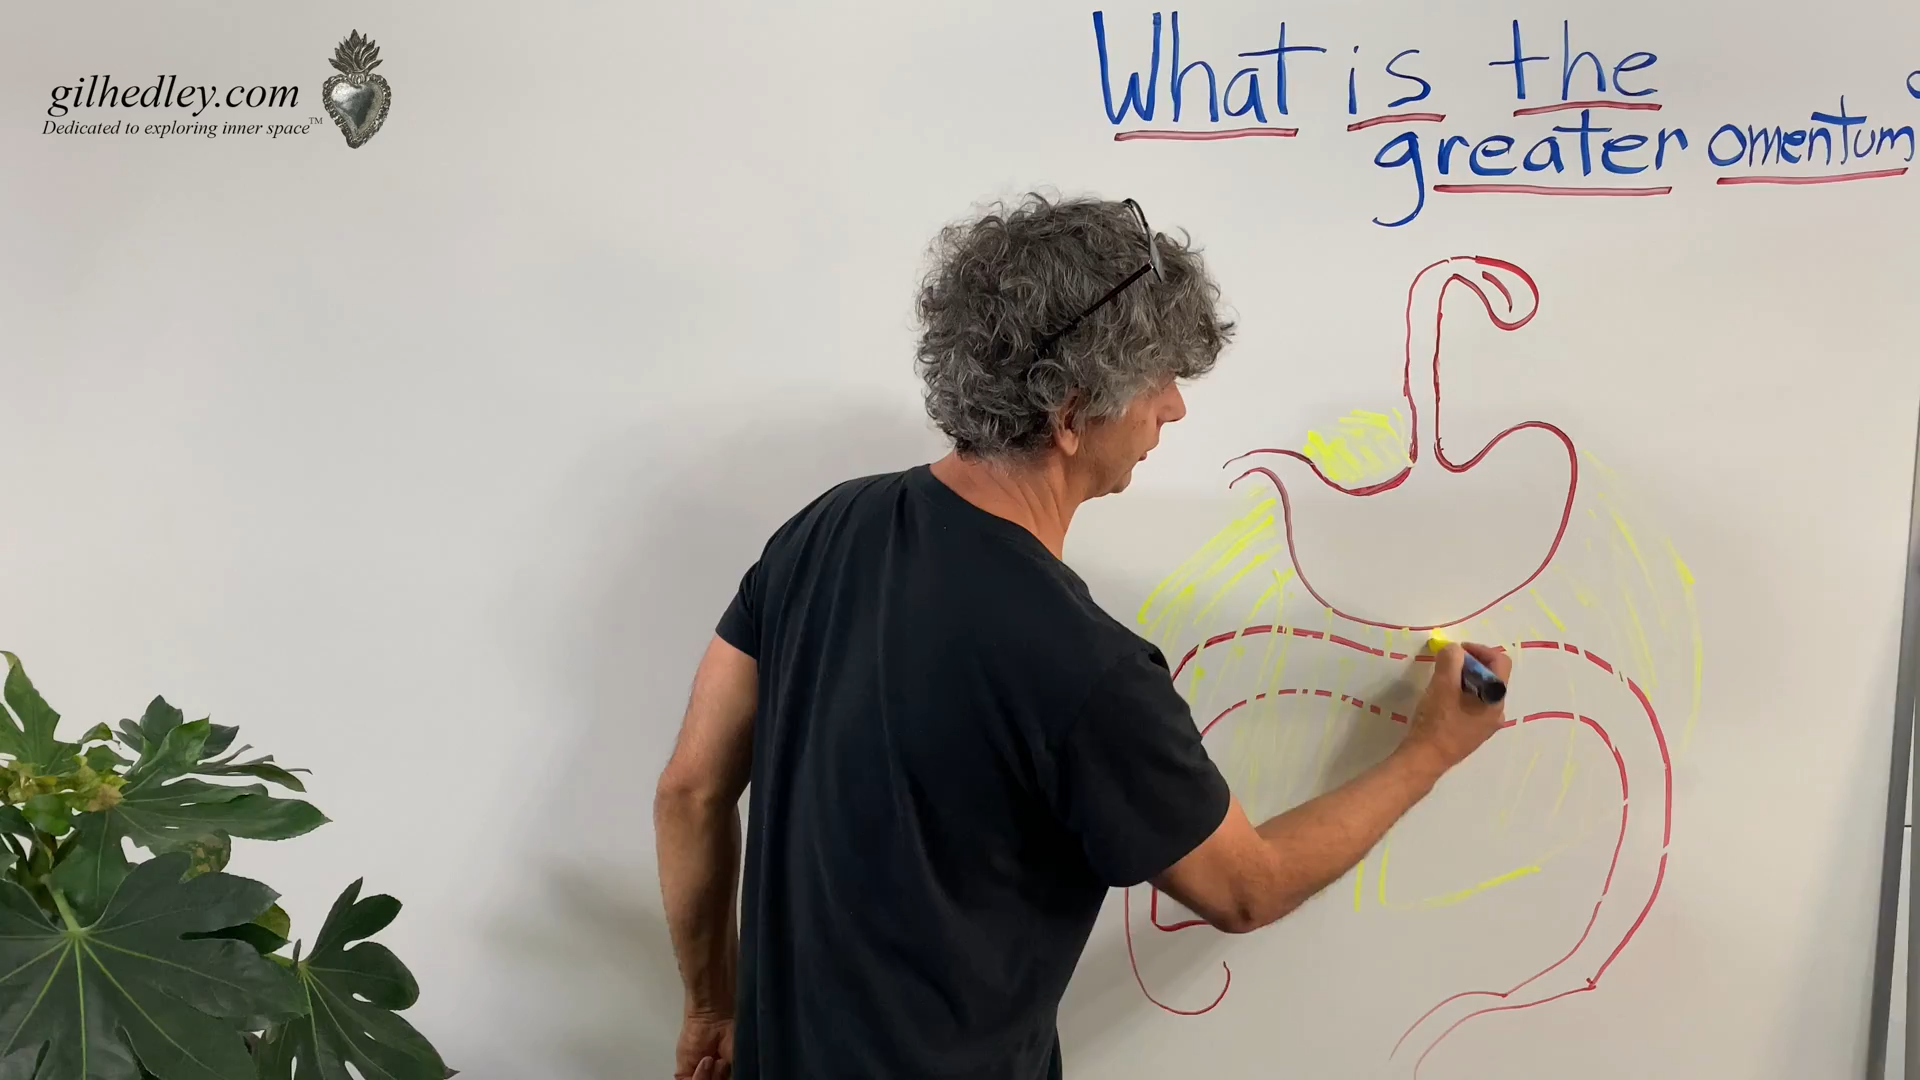 gilhedley.com
Dedicated to exploring inner space™
What is the
greater omentum